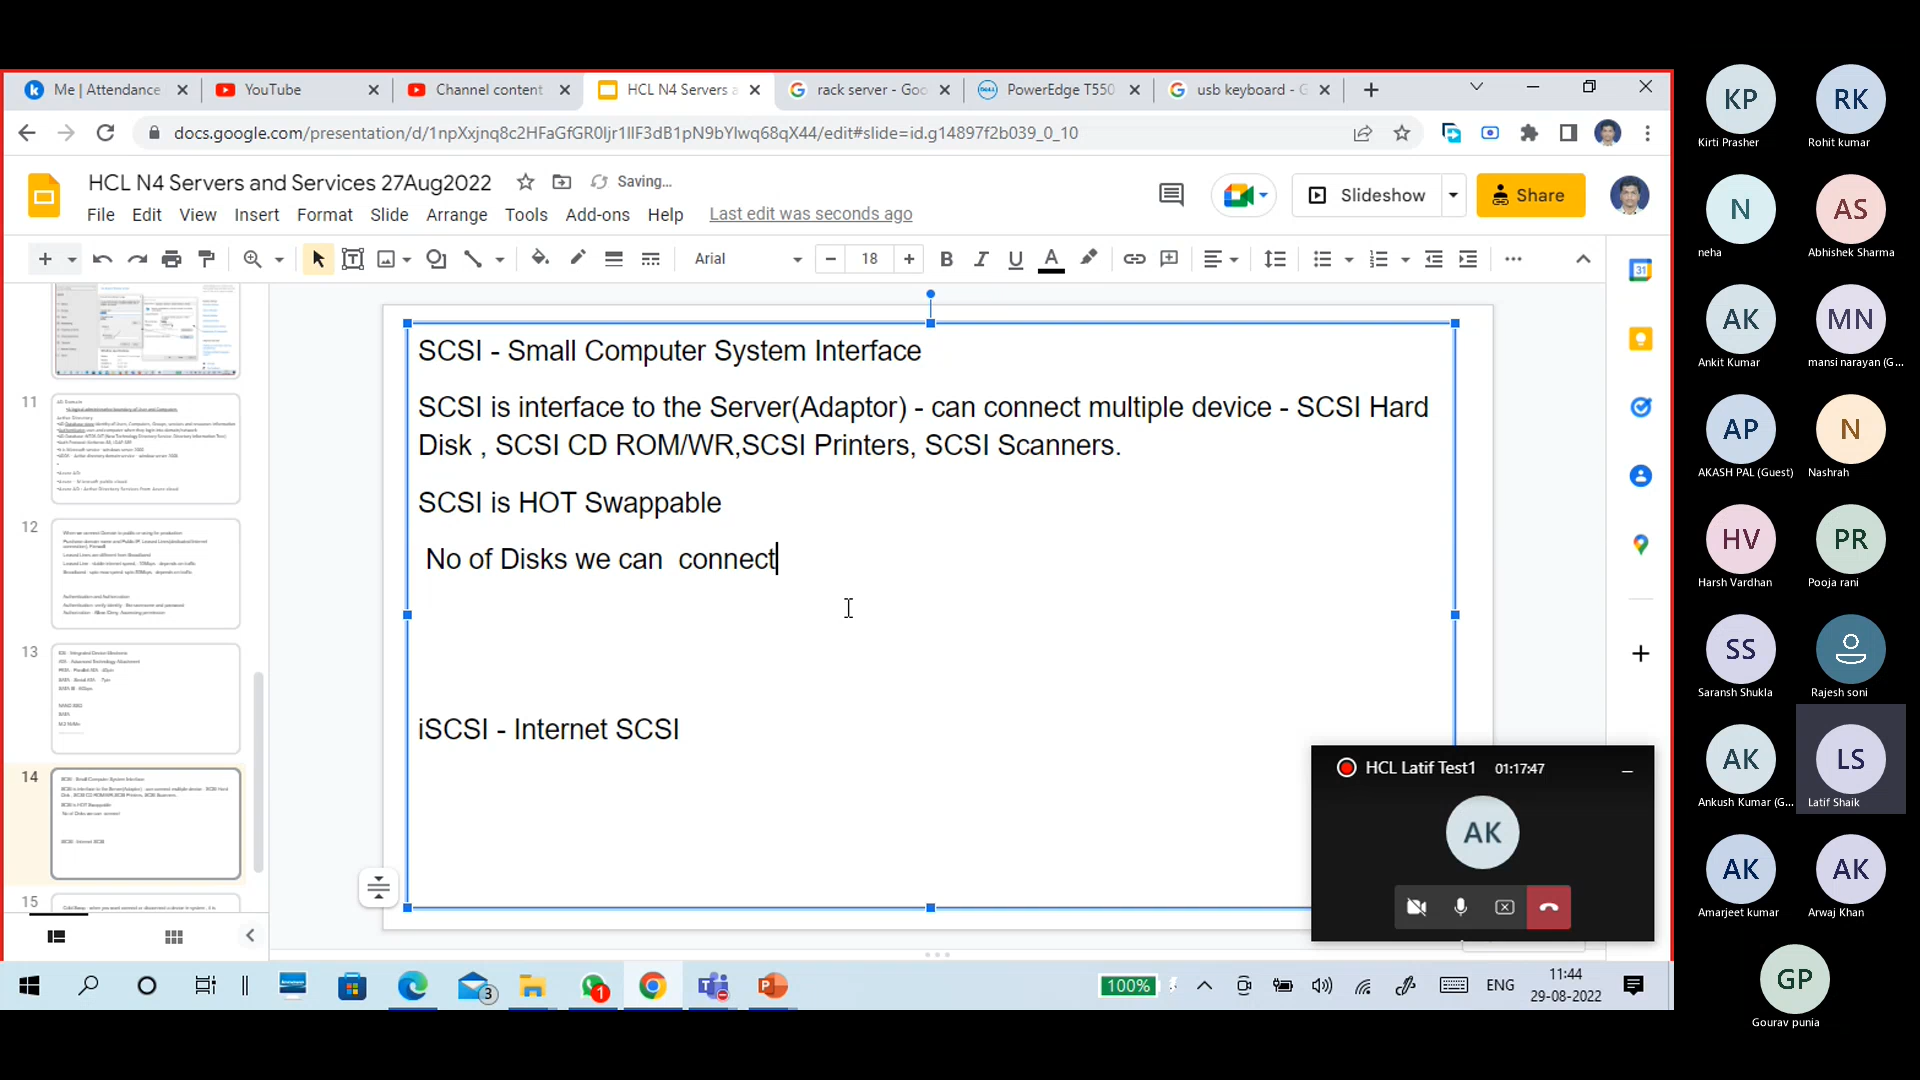 Me | Attendance
YouTube
Channel content
HCL N4 Servers a
rack server - Goo
PowerEdge T550
usb keyboard - G
docs.google.com/presentation/d/1npXxjnq8c2HFaGfGR0ljr1lIF3dB1pN9bYlwq68qX44/edit#slide=id.g14897f2b039_0_10
HCL N4 Servers and Services 27Aug2022
Saving...
File Edit View Insert Format Slide Arrange Tools Add-ons Help Last edit was seconds ago
Slideshow
Share
Arial
18
B I U A
31
11
12
13
14
15
SCSI - Small Computer System Interface
SCSI is interface to the Server(Adaptor) - can connect multiple device - SCSI Hard
Disk , SCSI CD ROM/WR,SCSI Printers, SCSI Scanners.
SCSI is HOT Swappable
No of Disks we can  connect
iSCSI - Internet SCSI
HCL Latif Test1 01:17:47
AK
3
1
100%
ENG
11:44
29-08-2022
KP
Kirti Prasher
RK
Rohit kumar
N
neha
AS
Abhishek Sharma
AK
Ankit Kumar
MN
mansi narayan (G...
AP
AKASH PAL (Guest)
N
Nashrah
HV
Harsh Vardhan
PR
Pooja rani
SS
Saransh Shukla
Rajesh soni
AK
Ankush Kumar (G...
LS
Latif Shaik
AK
Amarjeet kumar
AK
Arwaj Khan
GP
Gourav punia